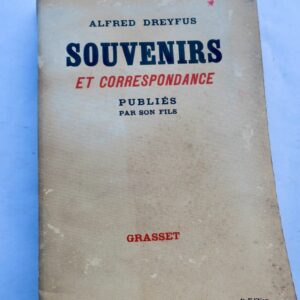 ALFRED DREYFUS
SOUVENIRS
ET CORRESPONDANCE
PUBLIÉS
PAR SON FILS
GRASSET